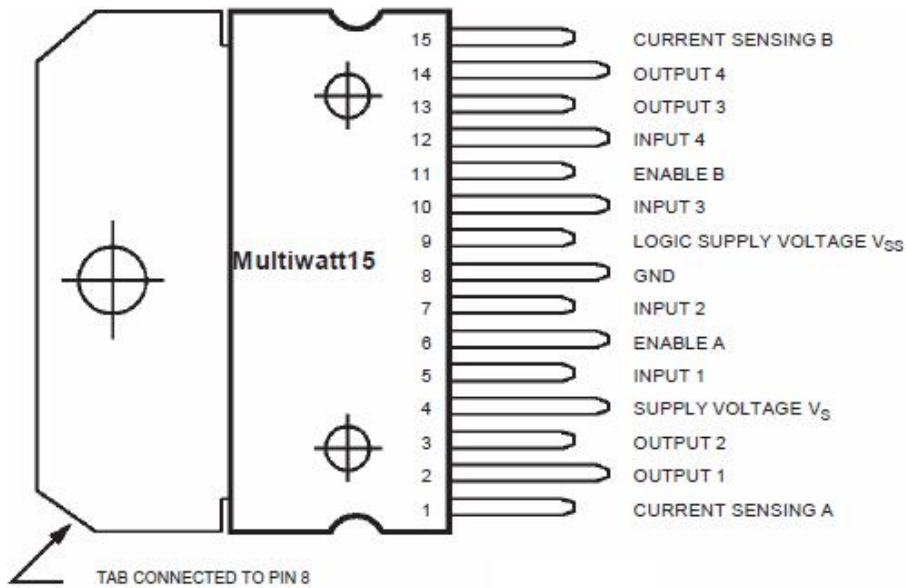 15 CURRENT SENSING B
14 OUTPUT 4
13 OUTPUT 3
12 INPUT 4
11 ENABLE B
10 INPUT 3
9 LOGIC SUPPLY VOLTAGE VSS
Multiwatt15
8 GND
7 INPUT 2
6 ENABLE A
5 INPUT 1
4 SUPPLY VOLTAGE VS
3 OUTPUT 2
2 OUTPUT 1
1 CURRENT SENSING A
TAB CONNECTED TO PIN 8